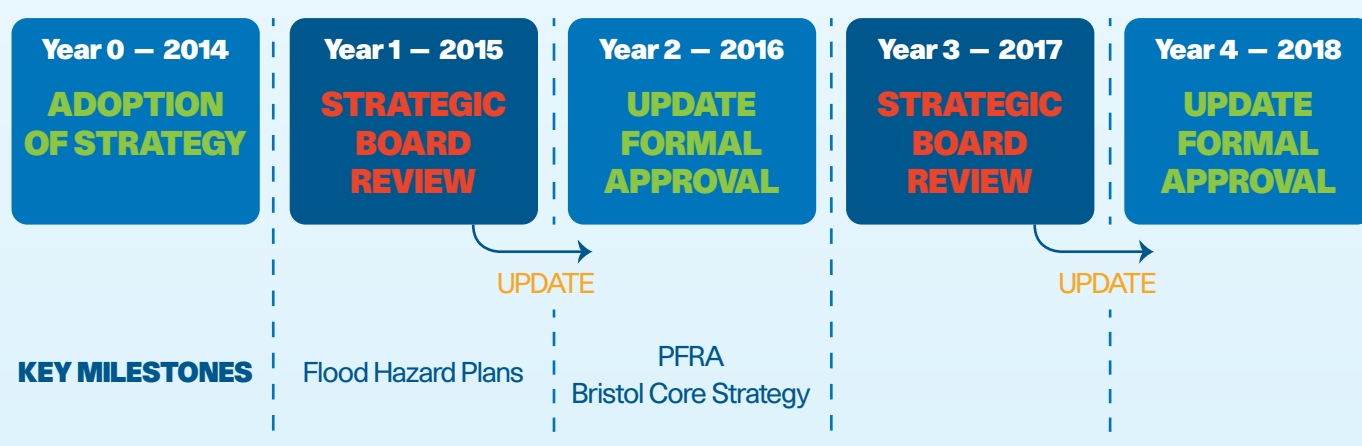 Year 0 – 2014
ADOPTION
OF STRATEGY
Year 1 – 2015
STRATEGIC
BOARD
REVIEW
Year 2 – 2016
UPDATE
FORMAL
APPROVAL
Year 3 – 2017
STRATEGIC
BOARD
REVIEW
Year 4 – 2018
UPDATE
FORMAL
APPROVAL
UPDATE
UPDATE
KEY MILESTONES
Flood Hazard Plans
PFRA
Bristol Core Strategy